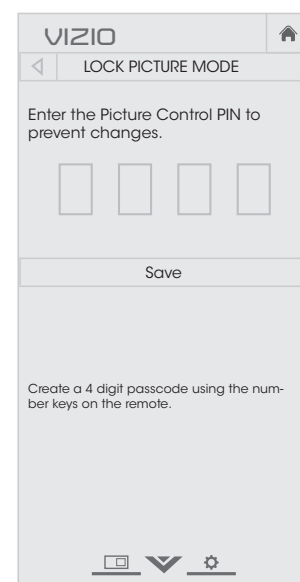 VIZIO
LOCK PICTURE MODE
Enter the Picture Control PIN to
prevent changes.
Save
Create a 4 digit passcode using the num-
ber keys on the remote.